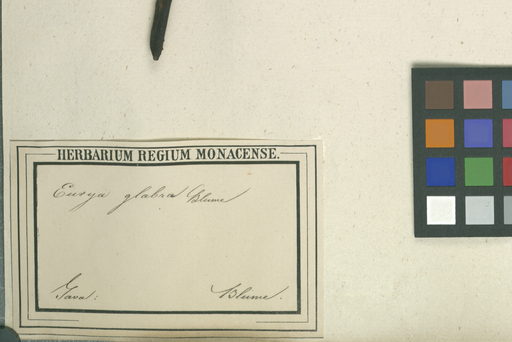 HERBARIUM REGIUM MONACENSE.
Eurya glabra Blume
Java: Blume.